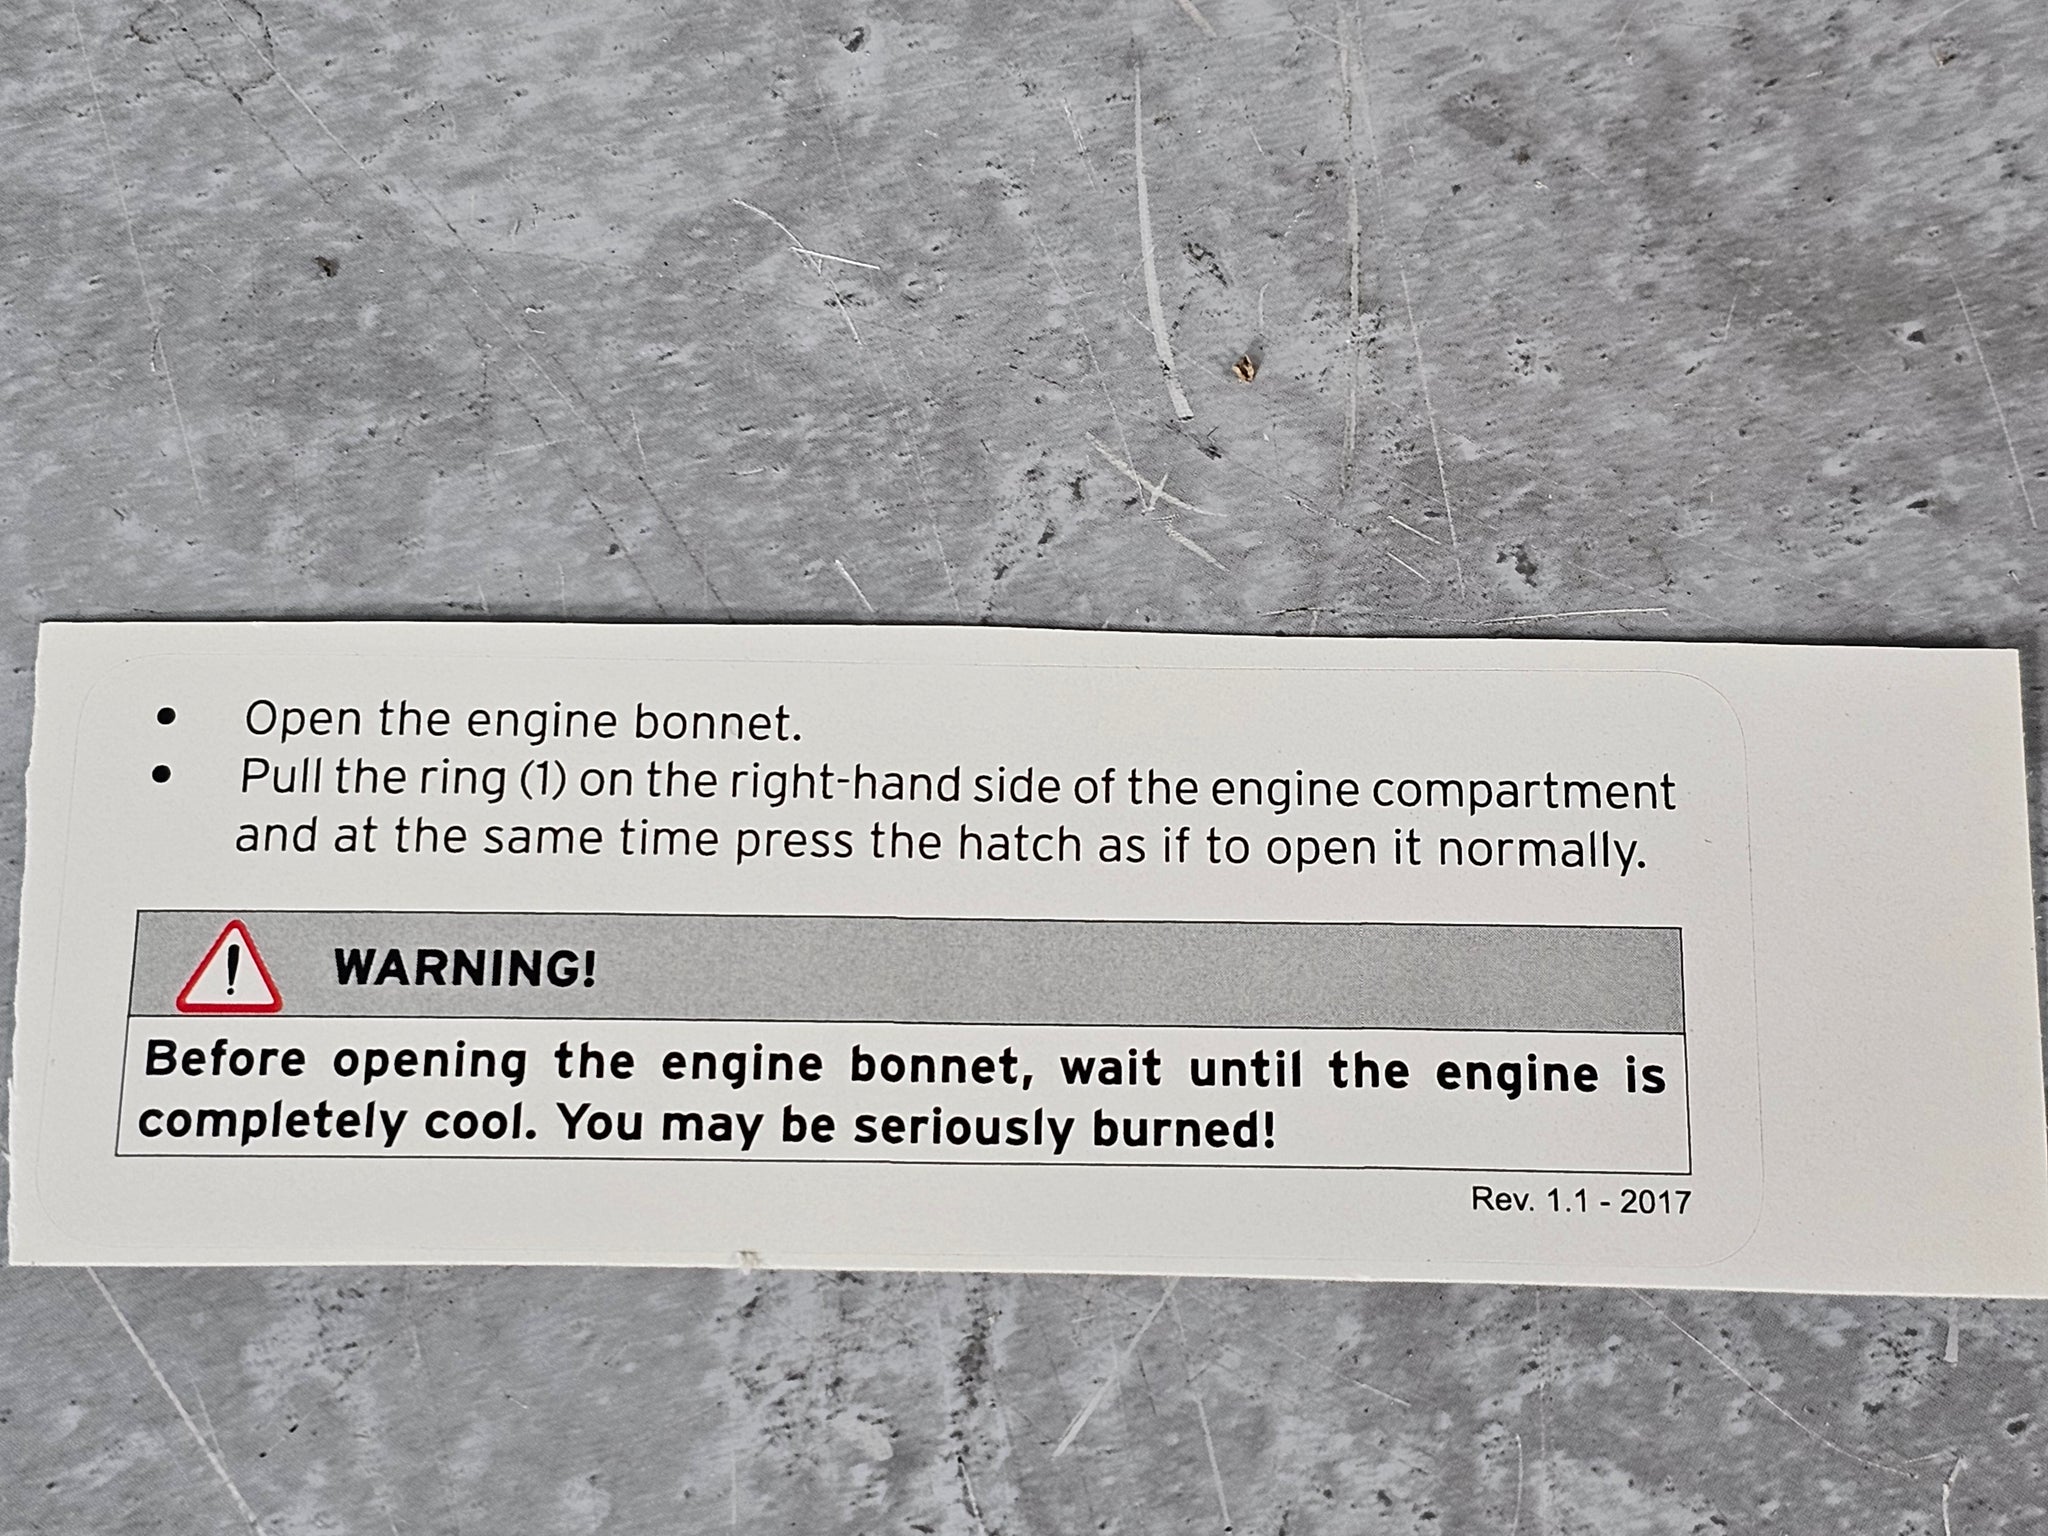 • Open the engine bonnet.
• Pull the ring (1) on the right-hand side of the engine compartment
and at the same time press the hatch as if to open it normally.
! WARNING!
Before opening the engine bonnet, wait until the engine is
completely cool. You may be seriously burned!
Rev. 1.1 - 2017